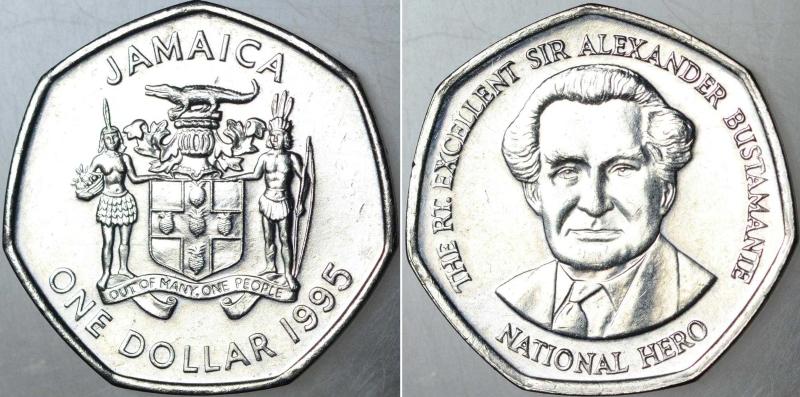 JAMAICA
OUT OF MANY, ONE PEOPLE
ONE DOLLAR 1995
THE RT. EXCELLENT SIR ALEXANDER BUSTAMANTE
NATIONAL HERO